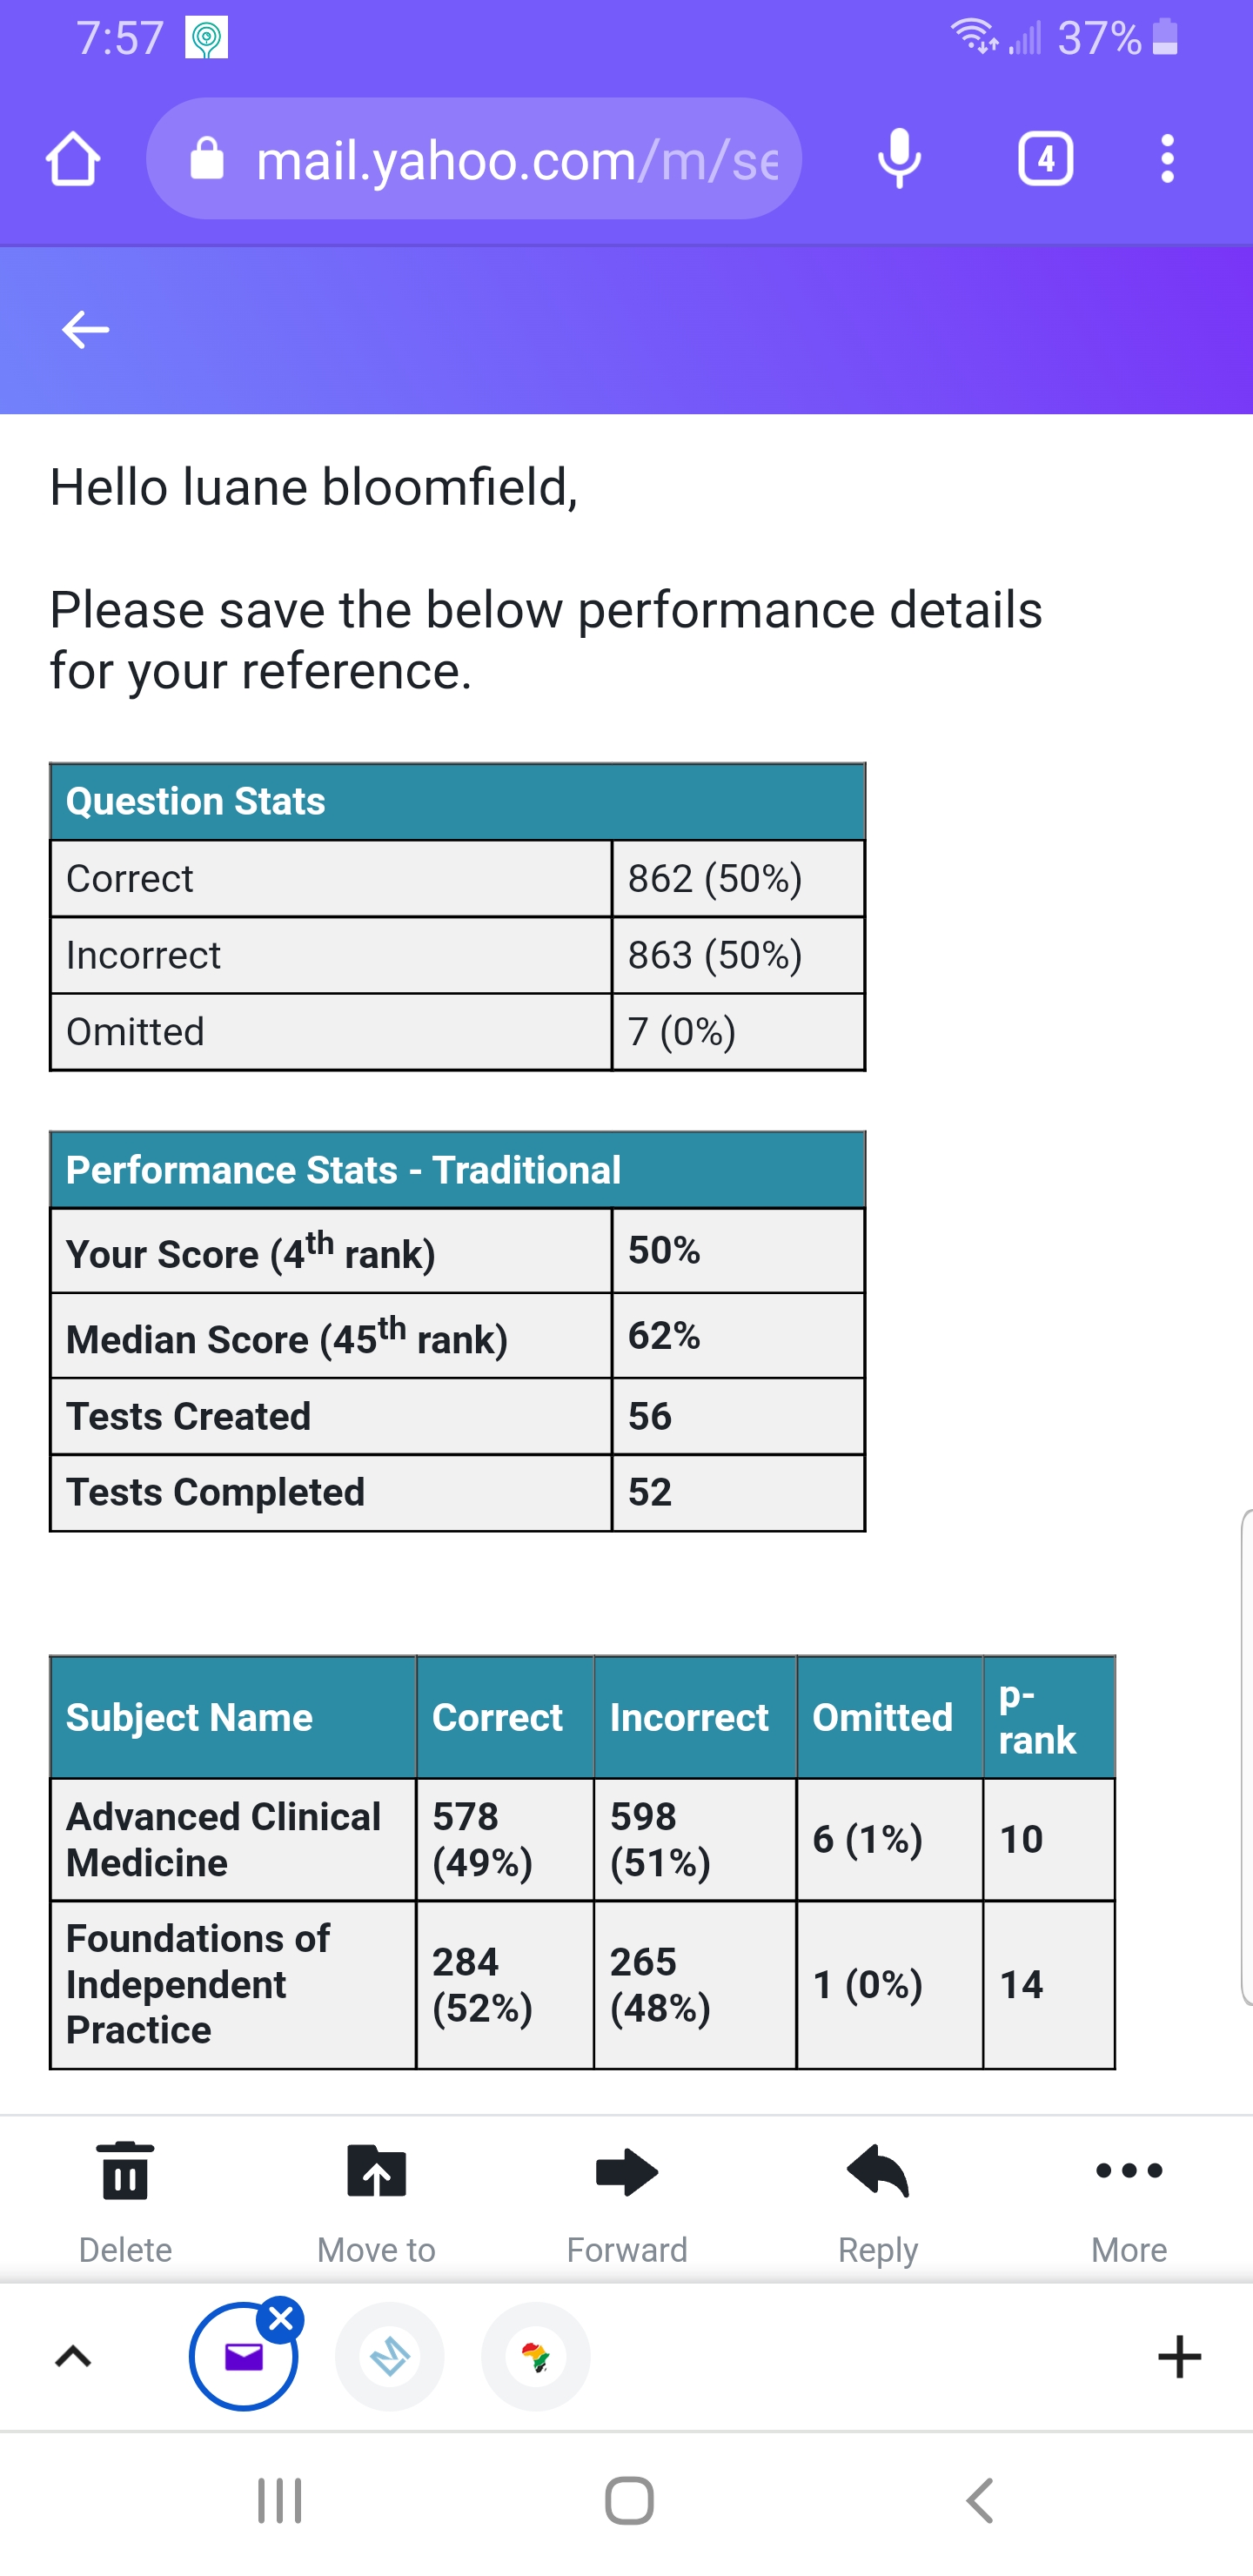 7:57
37%
mail.yahoo.com/m/se
4
Hello luane bloomfield,
Please save the below performance details
for your reference.
Question Stats
Correct 862 (50%)
Incorrect 863 (50%)
Omitted 7 (0%)
Performance Stats - Traditional
Your Score (4th rank) 50%
Median Score (45th rank) 62%
Tests Created 56
Tests Completed 52
Subject Name Correct Incorrect Omitted p-
rank
Advanced Clinical
Medicine
578
(49%)
598
(51%)
6 (1%)
10
Foundations of
Independent
Practice
284
(52%)
265
(48%)
1 (0%)
14
Delete Move to Forward Reply More